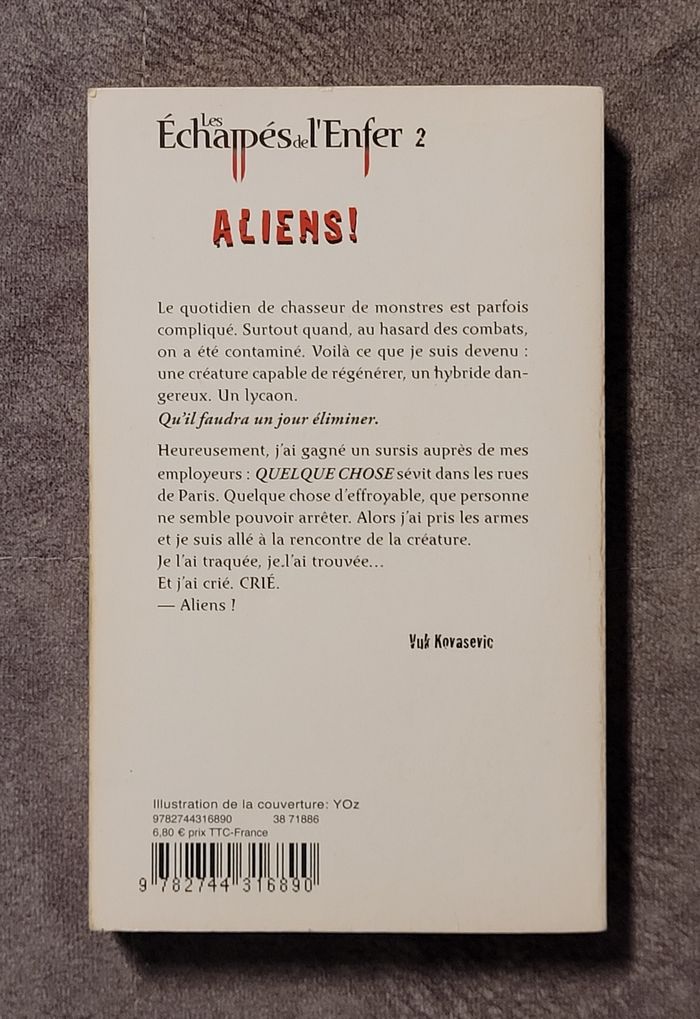 Les
Échappés de l'Enfer 2
ALIENS!
Le quotidien de chasseur de monstres est parfois
compliqué. Surtout quand, au hasard des combats,
on a été contaminé. Voilà ce que je suis devenu :
une créature capable de régénérer, un hybride dan-
gereux. Un lycaon.
Qu'il faudra un jour éliminer.
Heureusement, j'ai gagné un sursis auprès de mes
employeurs : QUELQUE CHOSE sévit dans les rues
de Paris. Quelque chose d'effroyable, que personne
ne semble pouvoir arrêter. Alors j'ai pris les armes
et je suis allé à la rencontre de la créature.
Je l'ai traquée, je l'ai trouvée...
Et j'ai crié. CRIÉ.
— Aliens !
Vuk Kovasevic
Illustration de la couverture: YOz
9782744316890 38 71886
6,80 € prix TTC-France
9 782744 316890